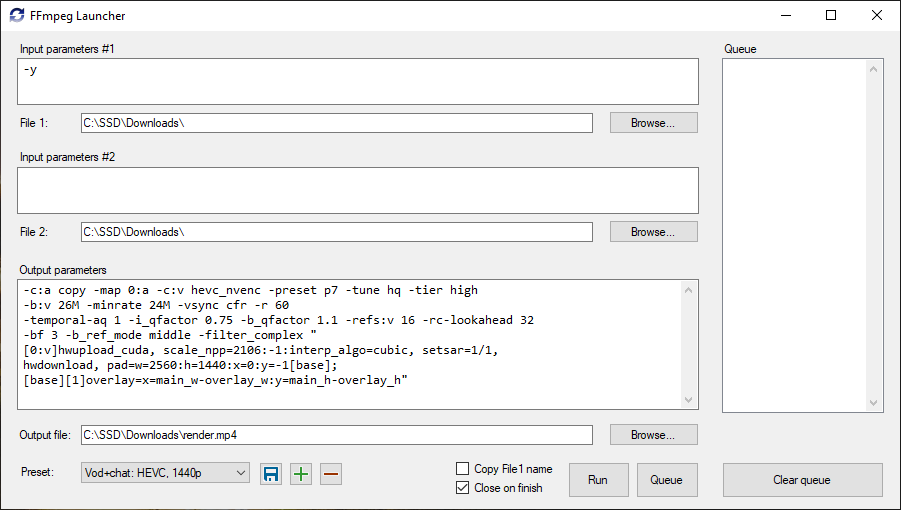 FFmpeg Launcher
Input parameters #1
-y
File 1:
C:\SSD\Downloads\
Browse...
Input parameters #2
File 2:
C:\SSD\Downloads\
Browse...
Output parameters
-c:a copy -map 0:a -c:v hevc_nvenc -preset p7 -tune hq -tier high
-b:v 26M -minrate 24M -vsync cfr -r 60
-temporal-aq 1 -i_qfactor 0.75 -b_qfactor 1.1 -refs:v 16 -rc-lookahead 32
-bf 3 -b_ref_mode middle -filter_complex "
[0:v]hwupload_cuda, scale_npp=2106:-1:interp_algo=cubic, setsar=1/1,
hwdownload, pad=w=2560:h=1440:x=0:y=-1[base];
[base][1]overlay=x=main_w-overlay_w:y=main_h-overlay_h"
Output file:
C:\SSD\Downloads\render.mp4
Browse...
Preset:
Vod+chat: HEVC, 1440p
Copy File1 name
Close on finish
Run
Queue
Queue
Clear queue